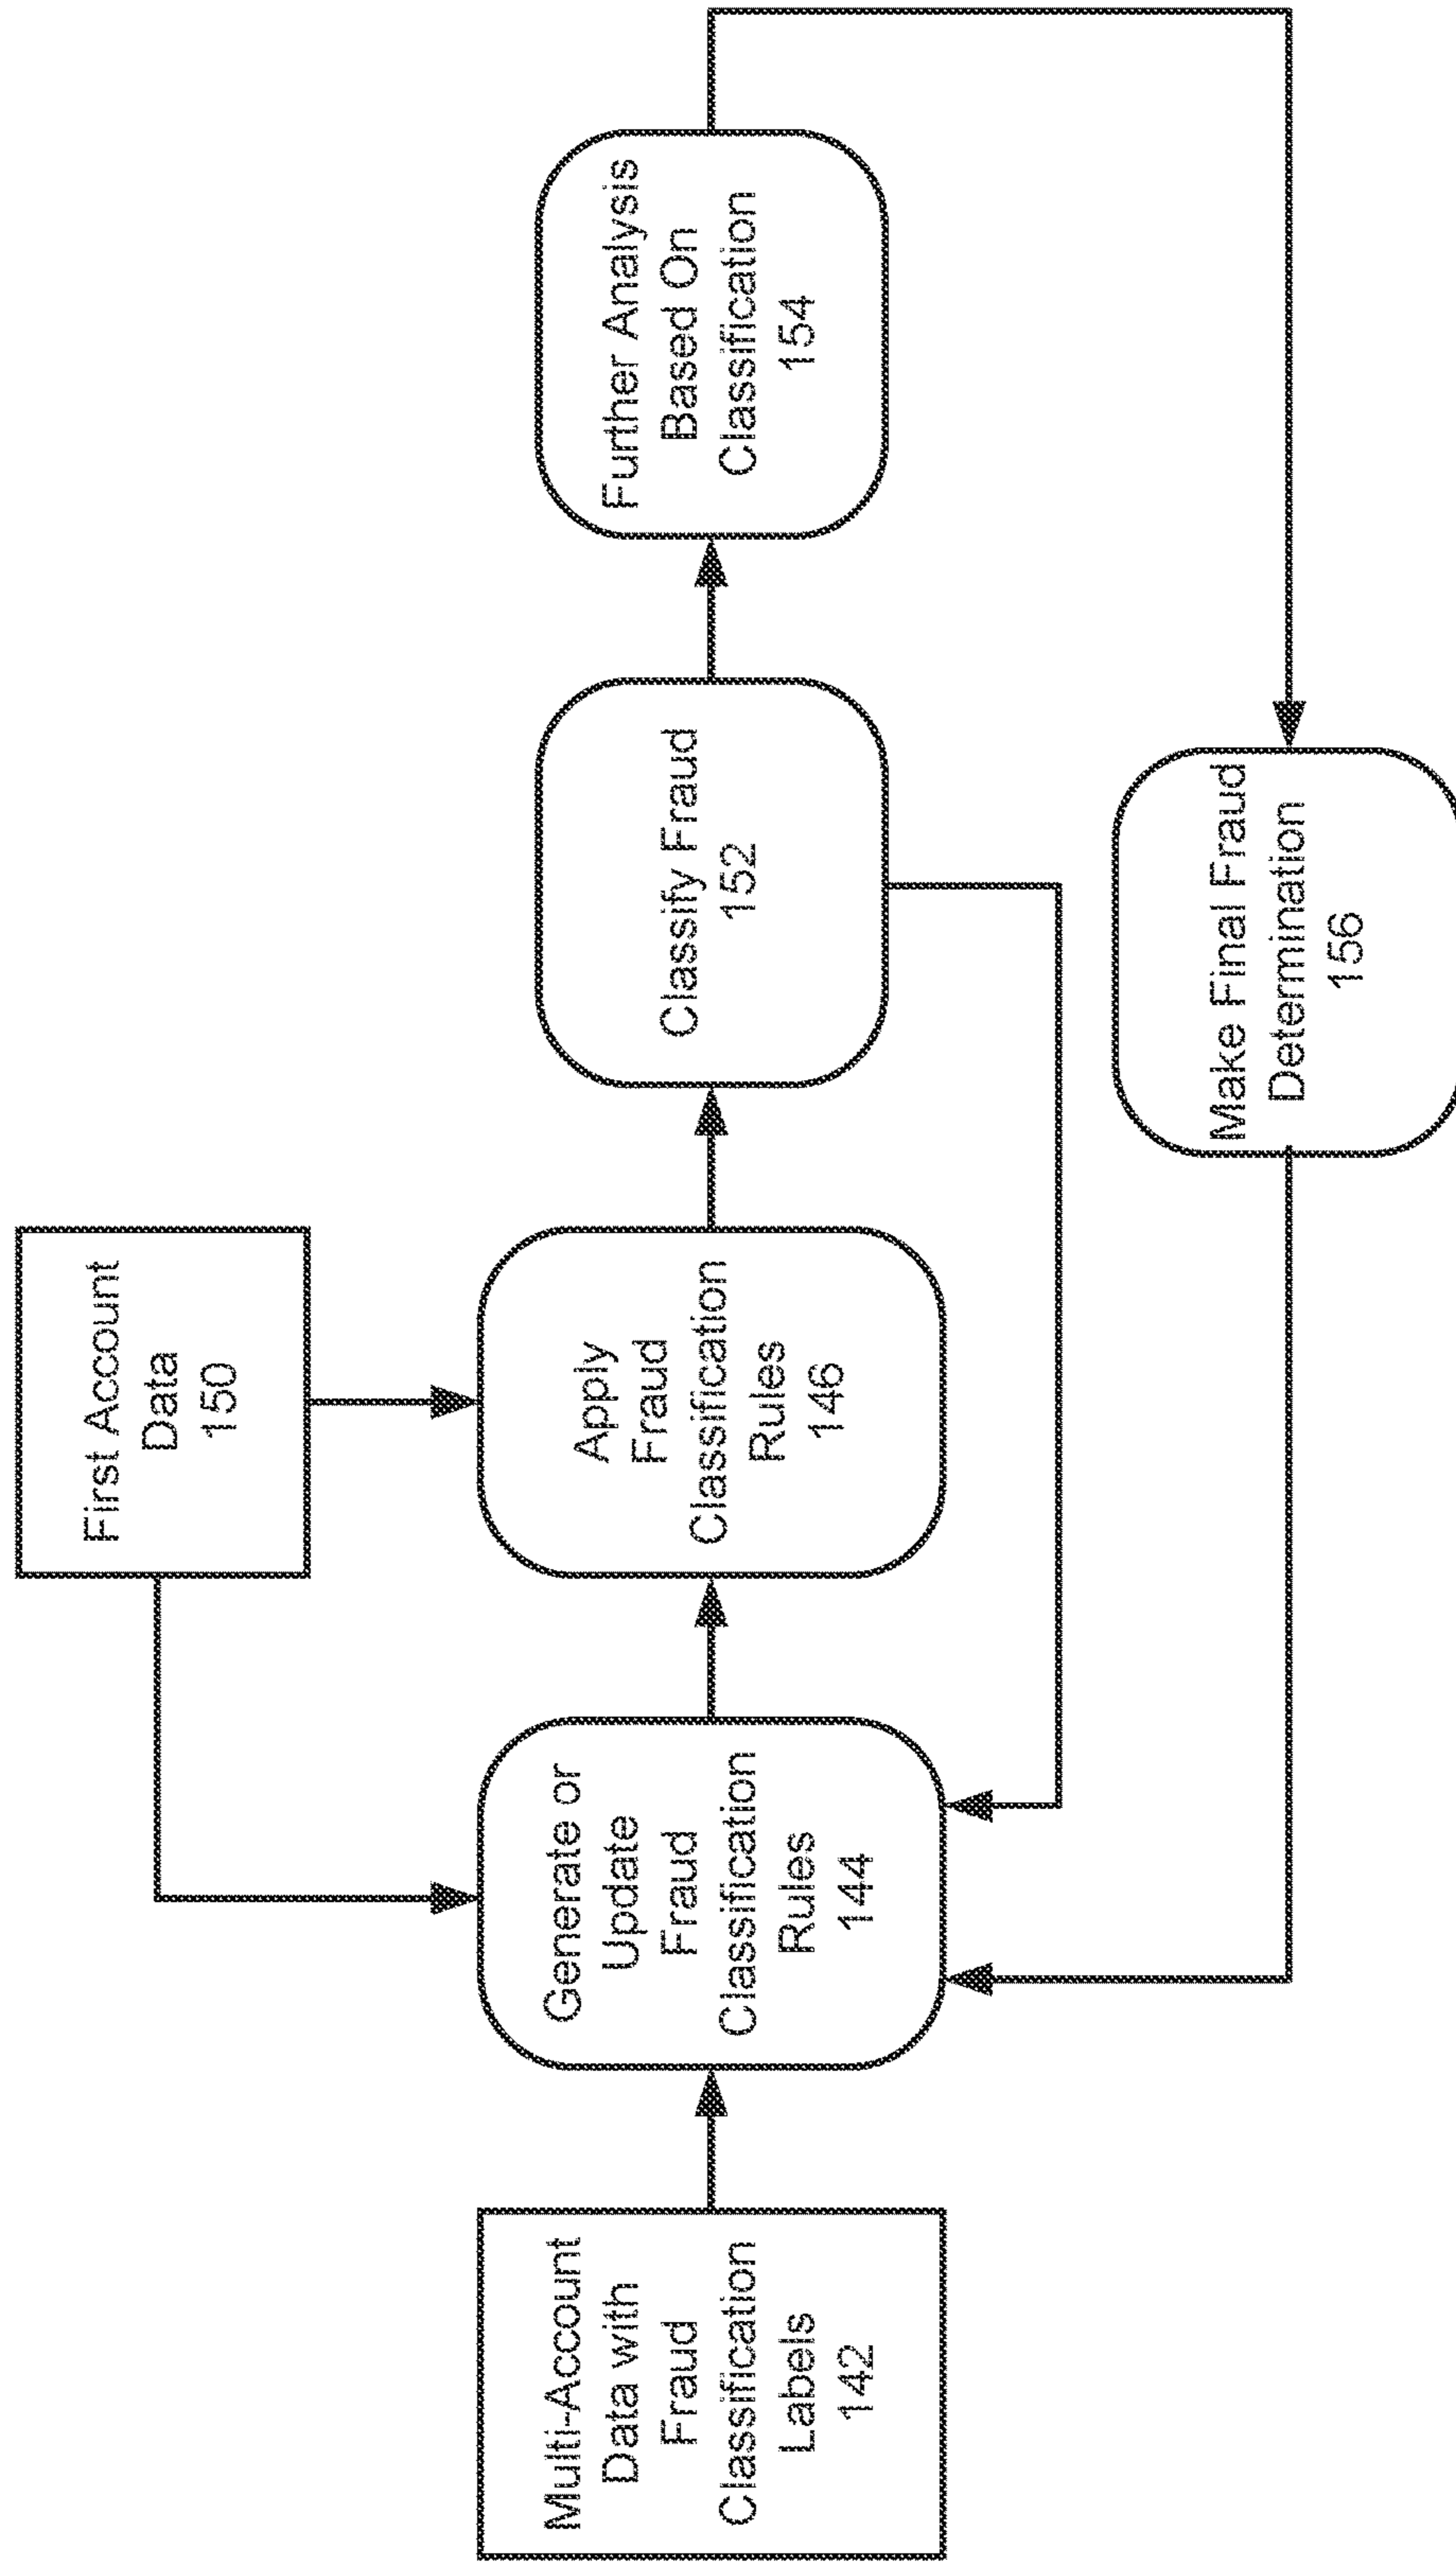 First Account
Data
150
Multi-Account
Data with
Fraud
Classification
Labels
142
Generate or
Update
Fraud
Classification
Rules
144
Apply
Fraud
Classification
Rules
146
Classify Fraud
152
Further Analysis
Based On
Classification
154
Make Final Fraud
Determination
156